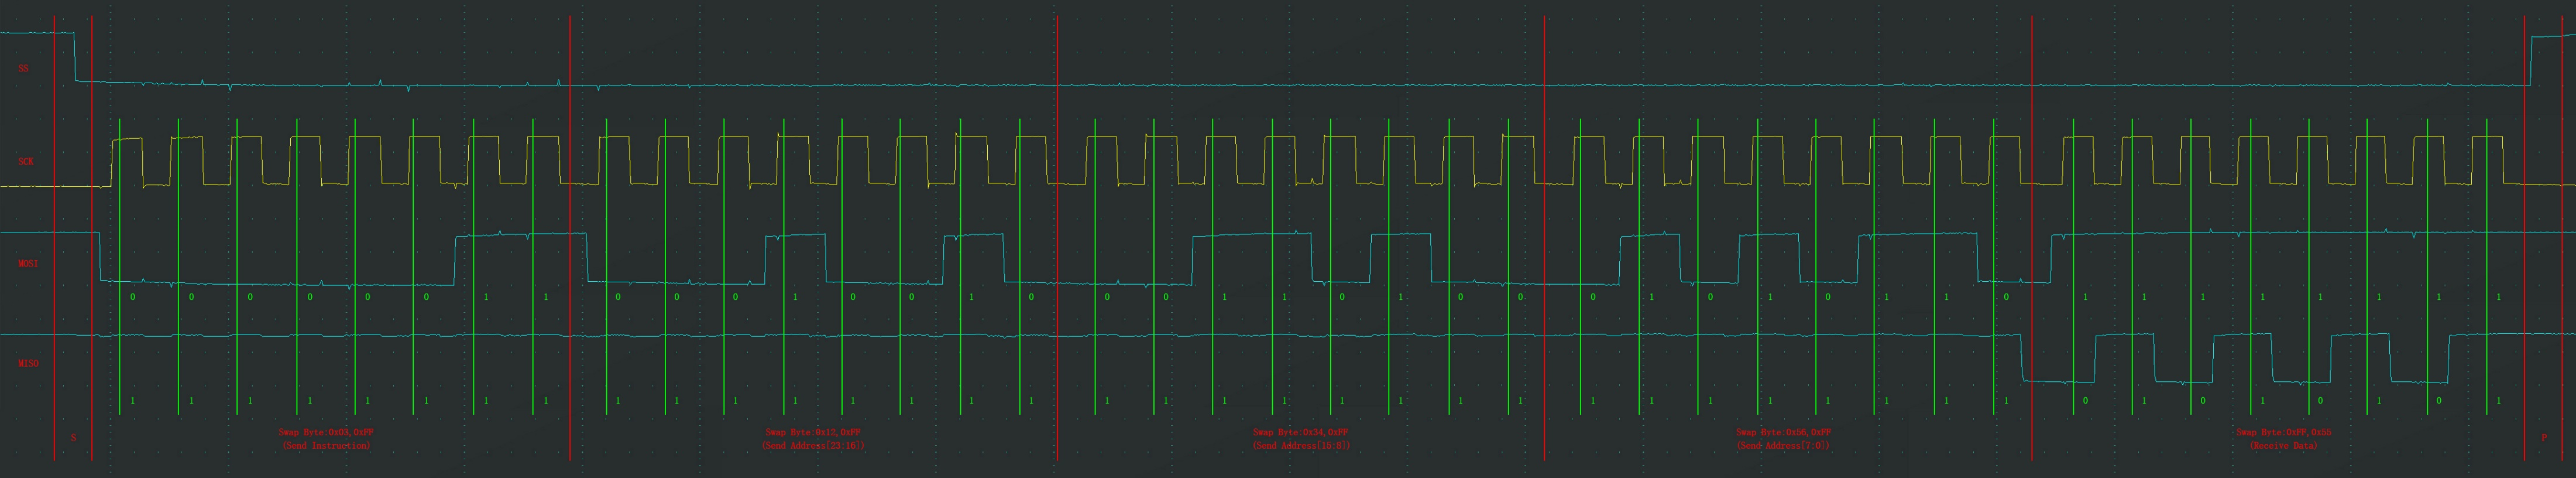 SS
SCK
MOSI
0 0 0 0 0 0 1 1 0 0 0 1 0 0 1 0 0 0 1 1 0 1 0 0 0 1 0 1 0 1 1 0 1 1 1 1 1 1 1 1
MISO
1 1 1 1 1 1 1 1 1 1 1 1 1 1 1 1 1 1 1 1 1 1 1 1 1 1 1 1 1 1 1 1 0 1 0 1 0 1 0 1
S
Swap Byte:0x03,0xFF
(Send Instruction)
Swap Byte:0x12,0xFF
(Send Address[23:16])
Swap Byte:0x34,0xFF
(Send Address[15:8])
Swap Byte:0x56,0xFF
(Send Address[7:0])
Swap Byte:0xFF,0x55
(Receive Data)
P